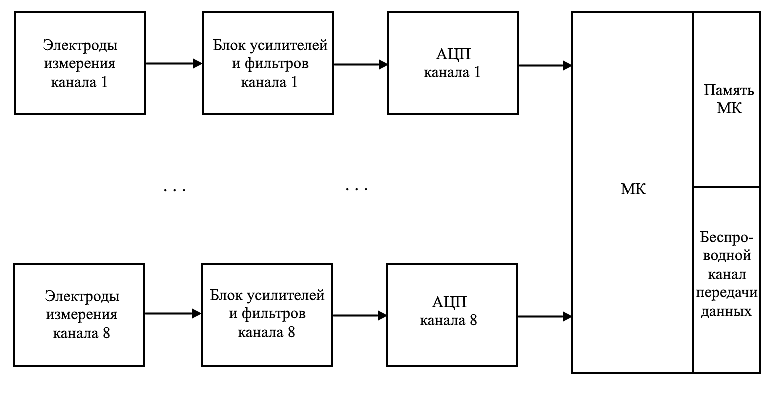 Электроды
измерения
канала 1
Блок усилителей
и фильтров
канала 1
АЦП
канала 1
Память
МК
. . .
. . .
МК
Беспро-
водной
канал
передачи
данных
Электроды
измерения
канала 8
Блок усилителей
и фильтров
канала 8
АЦП
канала 8